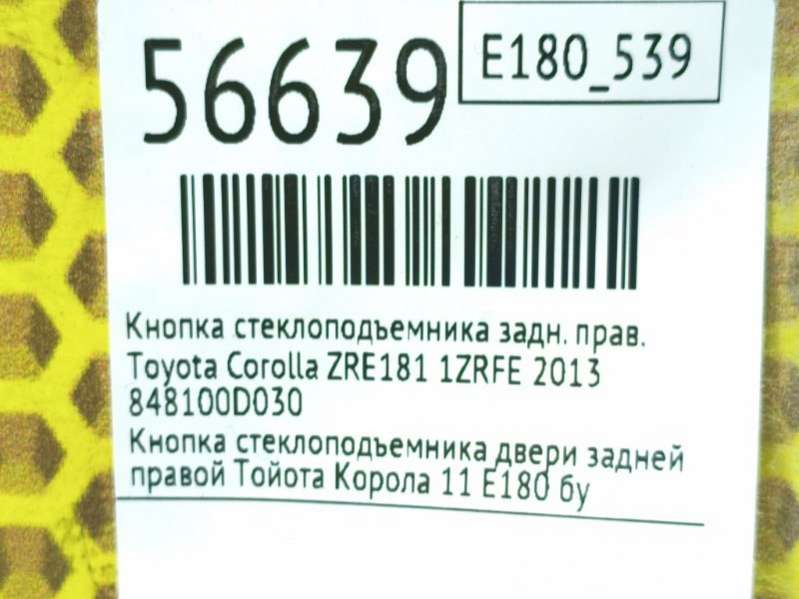 56639
E180_539
Кнопка стеклоподъемника задн. прав.
Toyota Corolla ZRE181 1ZRFE 2013
848100D030
Кнопка стеклоподъемника двери задней
правой Тойота Корола 11 Е180 бу